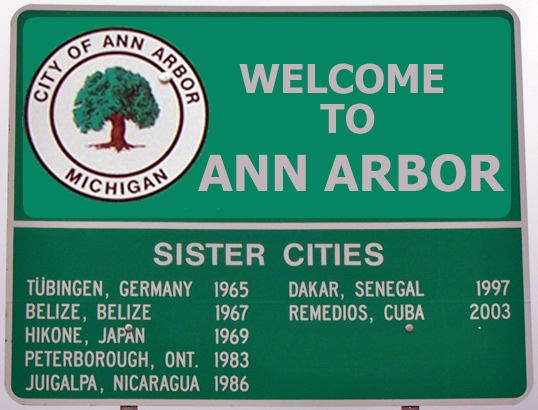 CITY OF ANN ARBOR
MICHIGAN
WELCOME
TO
ANN ARBOR
SISTER CITIES
TÜBINGEN, GERMANY 1965
BELIZE, BELIZE 1967
HIKONE, JAPAN 1969
PETERBOROUGH, ONT. 1983
JUIGALPA, NICARAGUA 1986
DAKAR, SENEGAL 1997
REMEDIOS, CUBA 2003